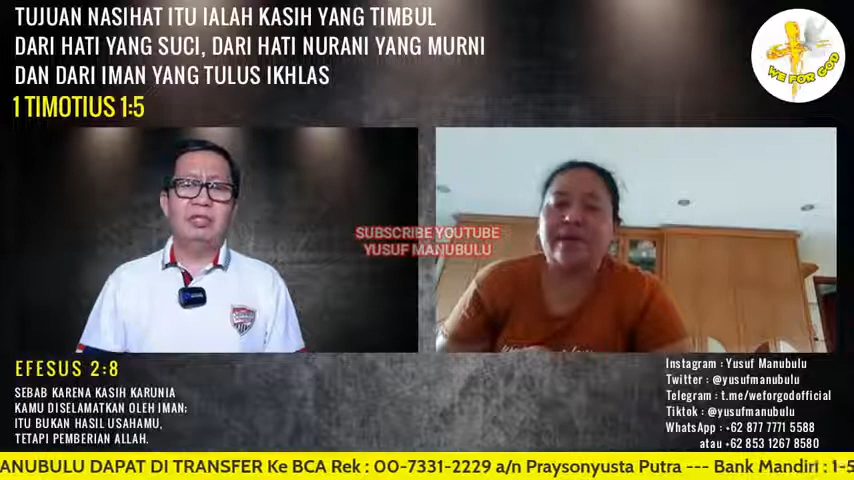 TUJUAN NASIHAT ITU IALAH KASIH YANG TIMBUL
DARI HATI YANG SUCI, DARI HATI NURANI YANG MURNI
DAN DARI IMAN YANG TULUS IKHLAS
1 TIMOTIUS 1:5
WE FOR GOD
SUBSCRIBE YOUTUBE
YUSUF MANUBULU
EFESUS 2:8
SEBAB KARENA KASIH KARUNIA
KAMU DISELAMATKAN OLEH IMAN;
ITU BUKAN HASIL USAHAMU,
TETAPI PEMBERIAN ALLAH.
Instagram : Yusuf Manubulu
Twitter : @yusufmanubulu
Telegram : t.me/weforgodofficial
Tiktok : @yusufmanubulu
WhatsApp : +62 877 7771 5588
atau +62 853 1267 8580
ANUBULU DAPAT DI TRANSFER Ke BCA Rek : 00-7331-2229 a/n Praysonyusta Putra --- Bank Mandiri : 1-5